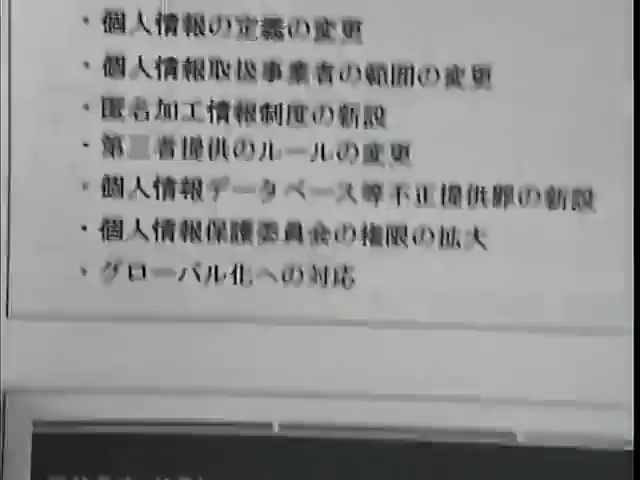 ・個人情報の定義の変更
・個人情報取扱事業者の範囲の変更
・匿名加工情報制度の新設
・第三者提供のルールの変更
・個人情報データベース等不正提供罪の新設
・個人情報保護委員会の権限の拡大
・グローバル化への対応